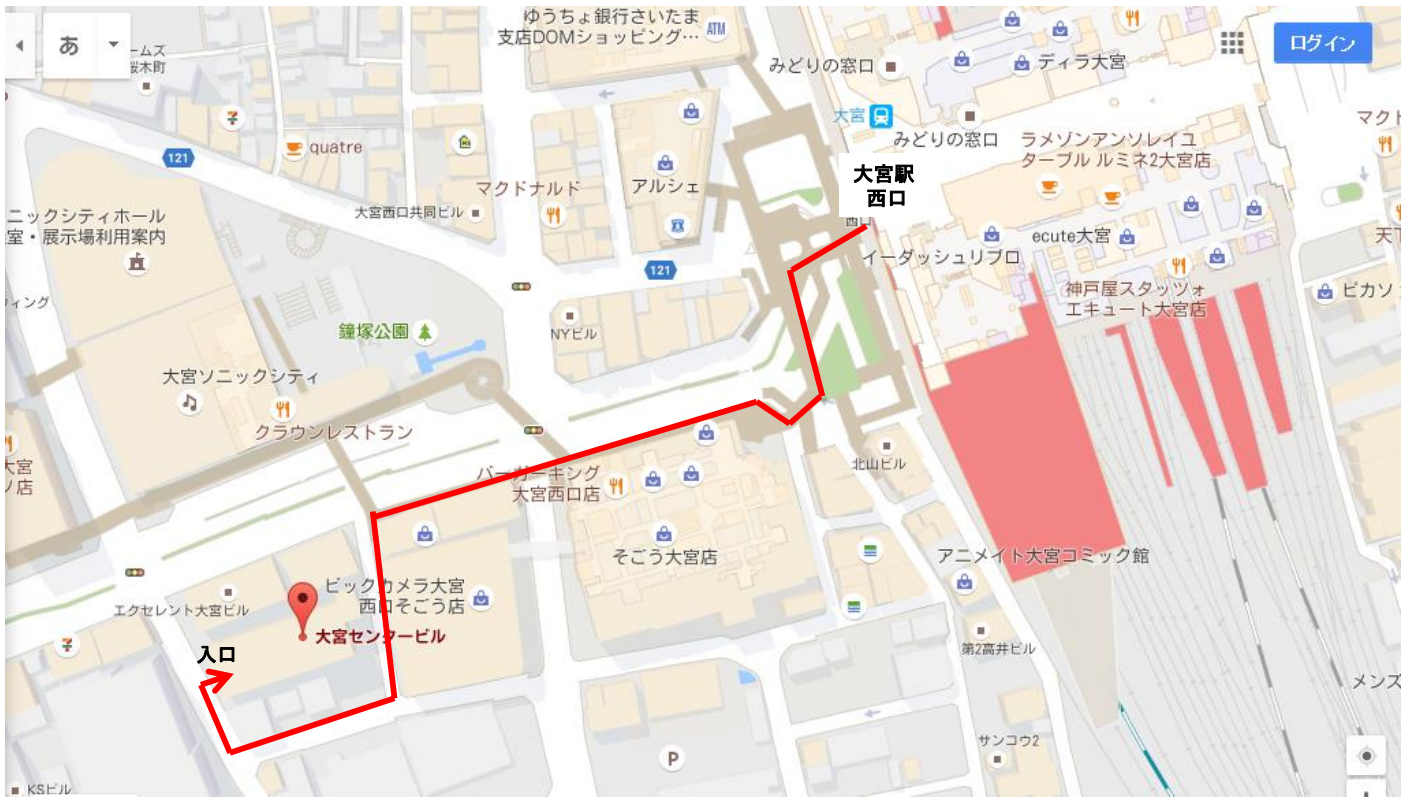 ゆうちょ銀行さいたま
支店DOMショッピング…
ATM
あ
ームズ
桜木町
ログイン
みどりの窓口
ディラ大宮
大宮
みどりの窓口
ラメゾンアンソレイユ
ターブル ルミネ2大宮店
マクド
quatre
121
マクドナルド
アルシェ
大宮駅
西口
大宮西口共同ビル
西口
ニックシティホール
室・展示場利用案内
ecute大宮
天下
イーダッシュリブロ
121
神戸屋スタッツォ
エキュート大宮店
ピカソ
ィング
鐘塚公園
NYビル
大宮ソニックシティ
クラウンレストラン
大宮
ノ店
バーガーキング
大宮西口店
北山ビル
そごう大宮店
アニメイト大宮コミック館
ビックカメラ大宮
西口そごう店
エクセレント大宮ビル
大宮センタービル
入口
第2高井ビル
メンズ
サンコウ2
P
KSビル